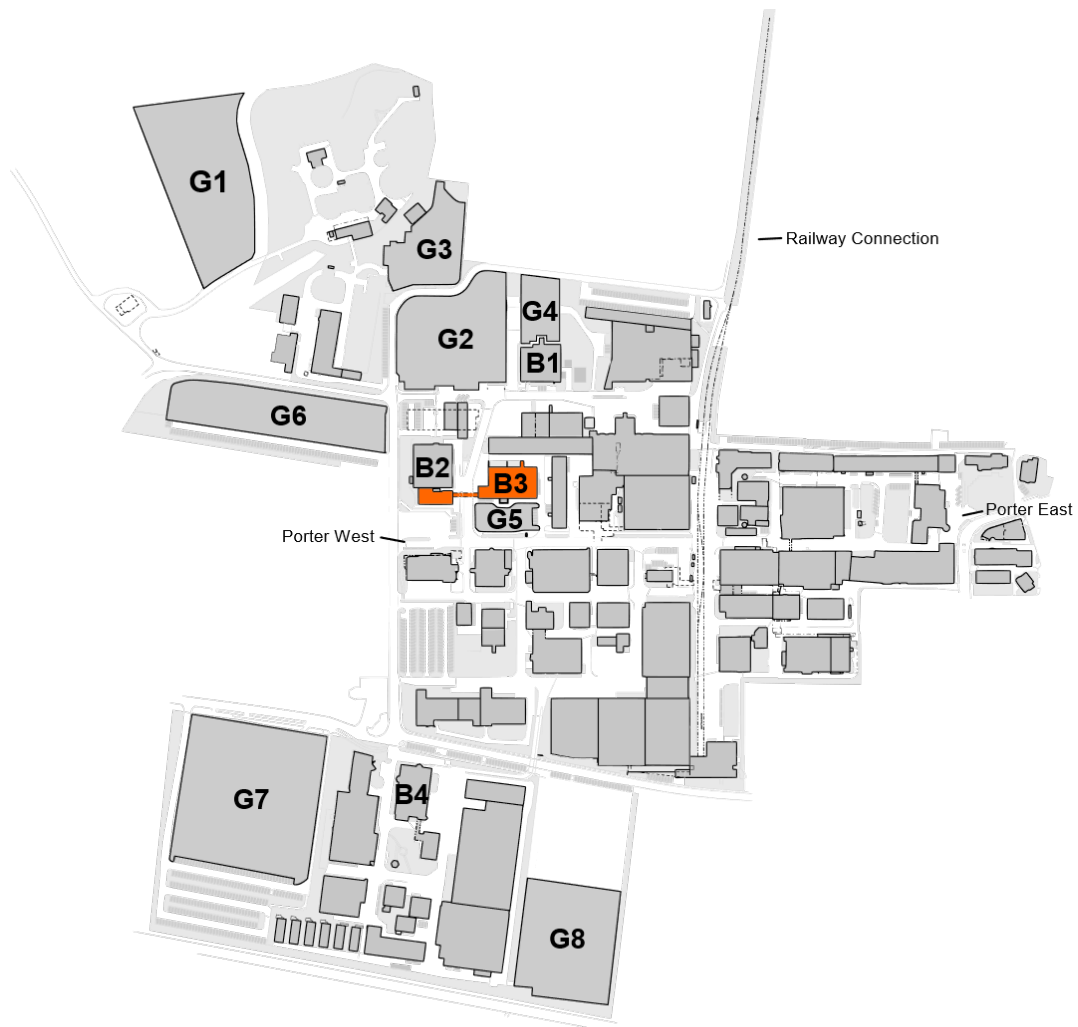 G1
G3
Railway Connection
G4
G2
B1
G6
B2
B3
G5
Porter East
Porter West
B4
G7
G8